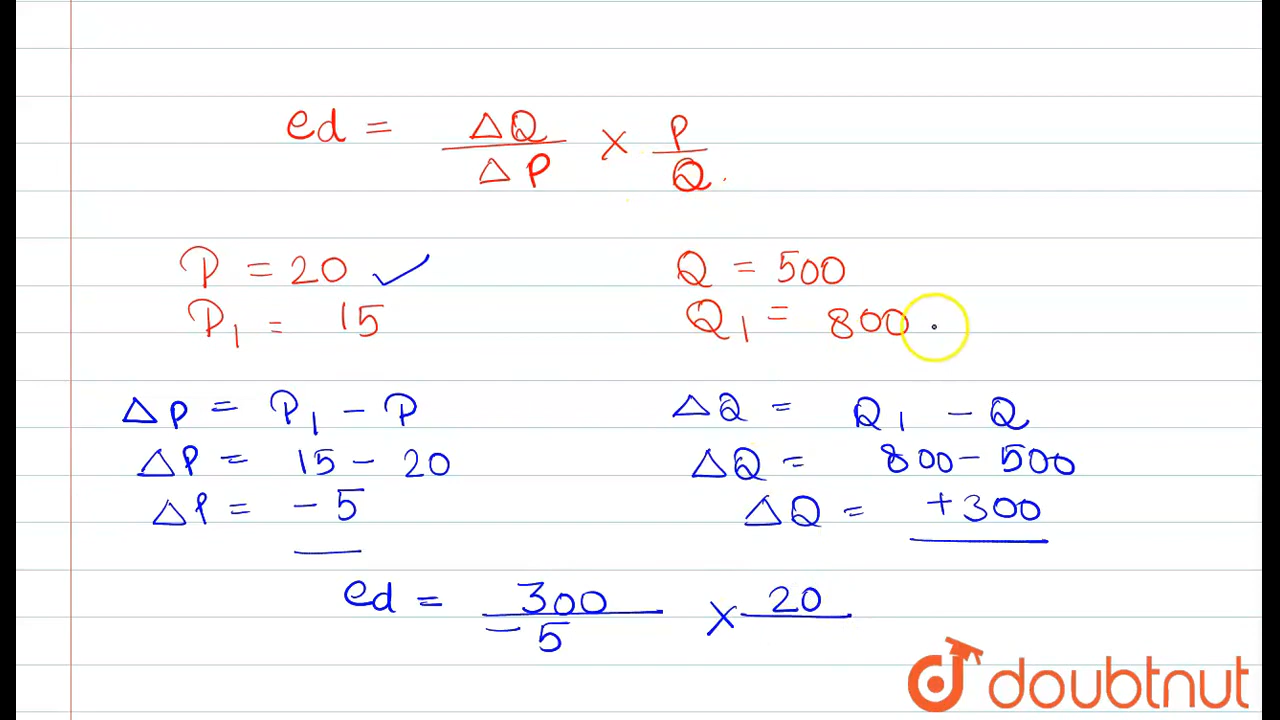 ed = ΔQ/ΔP × P/Q.
P = 20 ✓ Q = 500
P₁ = 15 Q₁ = 800
ΔP = P₁ - P ΔQ = Q₁ - Q
ΔP = 15 - 20 ΔQ = 800 - 500
ΔP = -5 ΔQ = +300
ed = 300/-5 × 20/
doubtnut